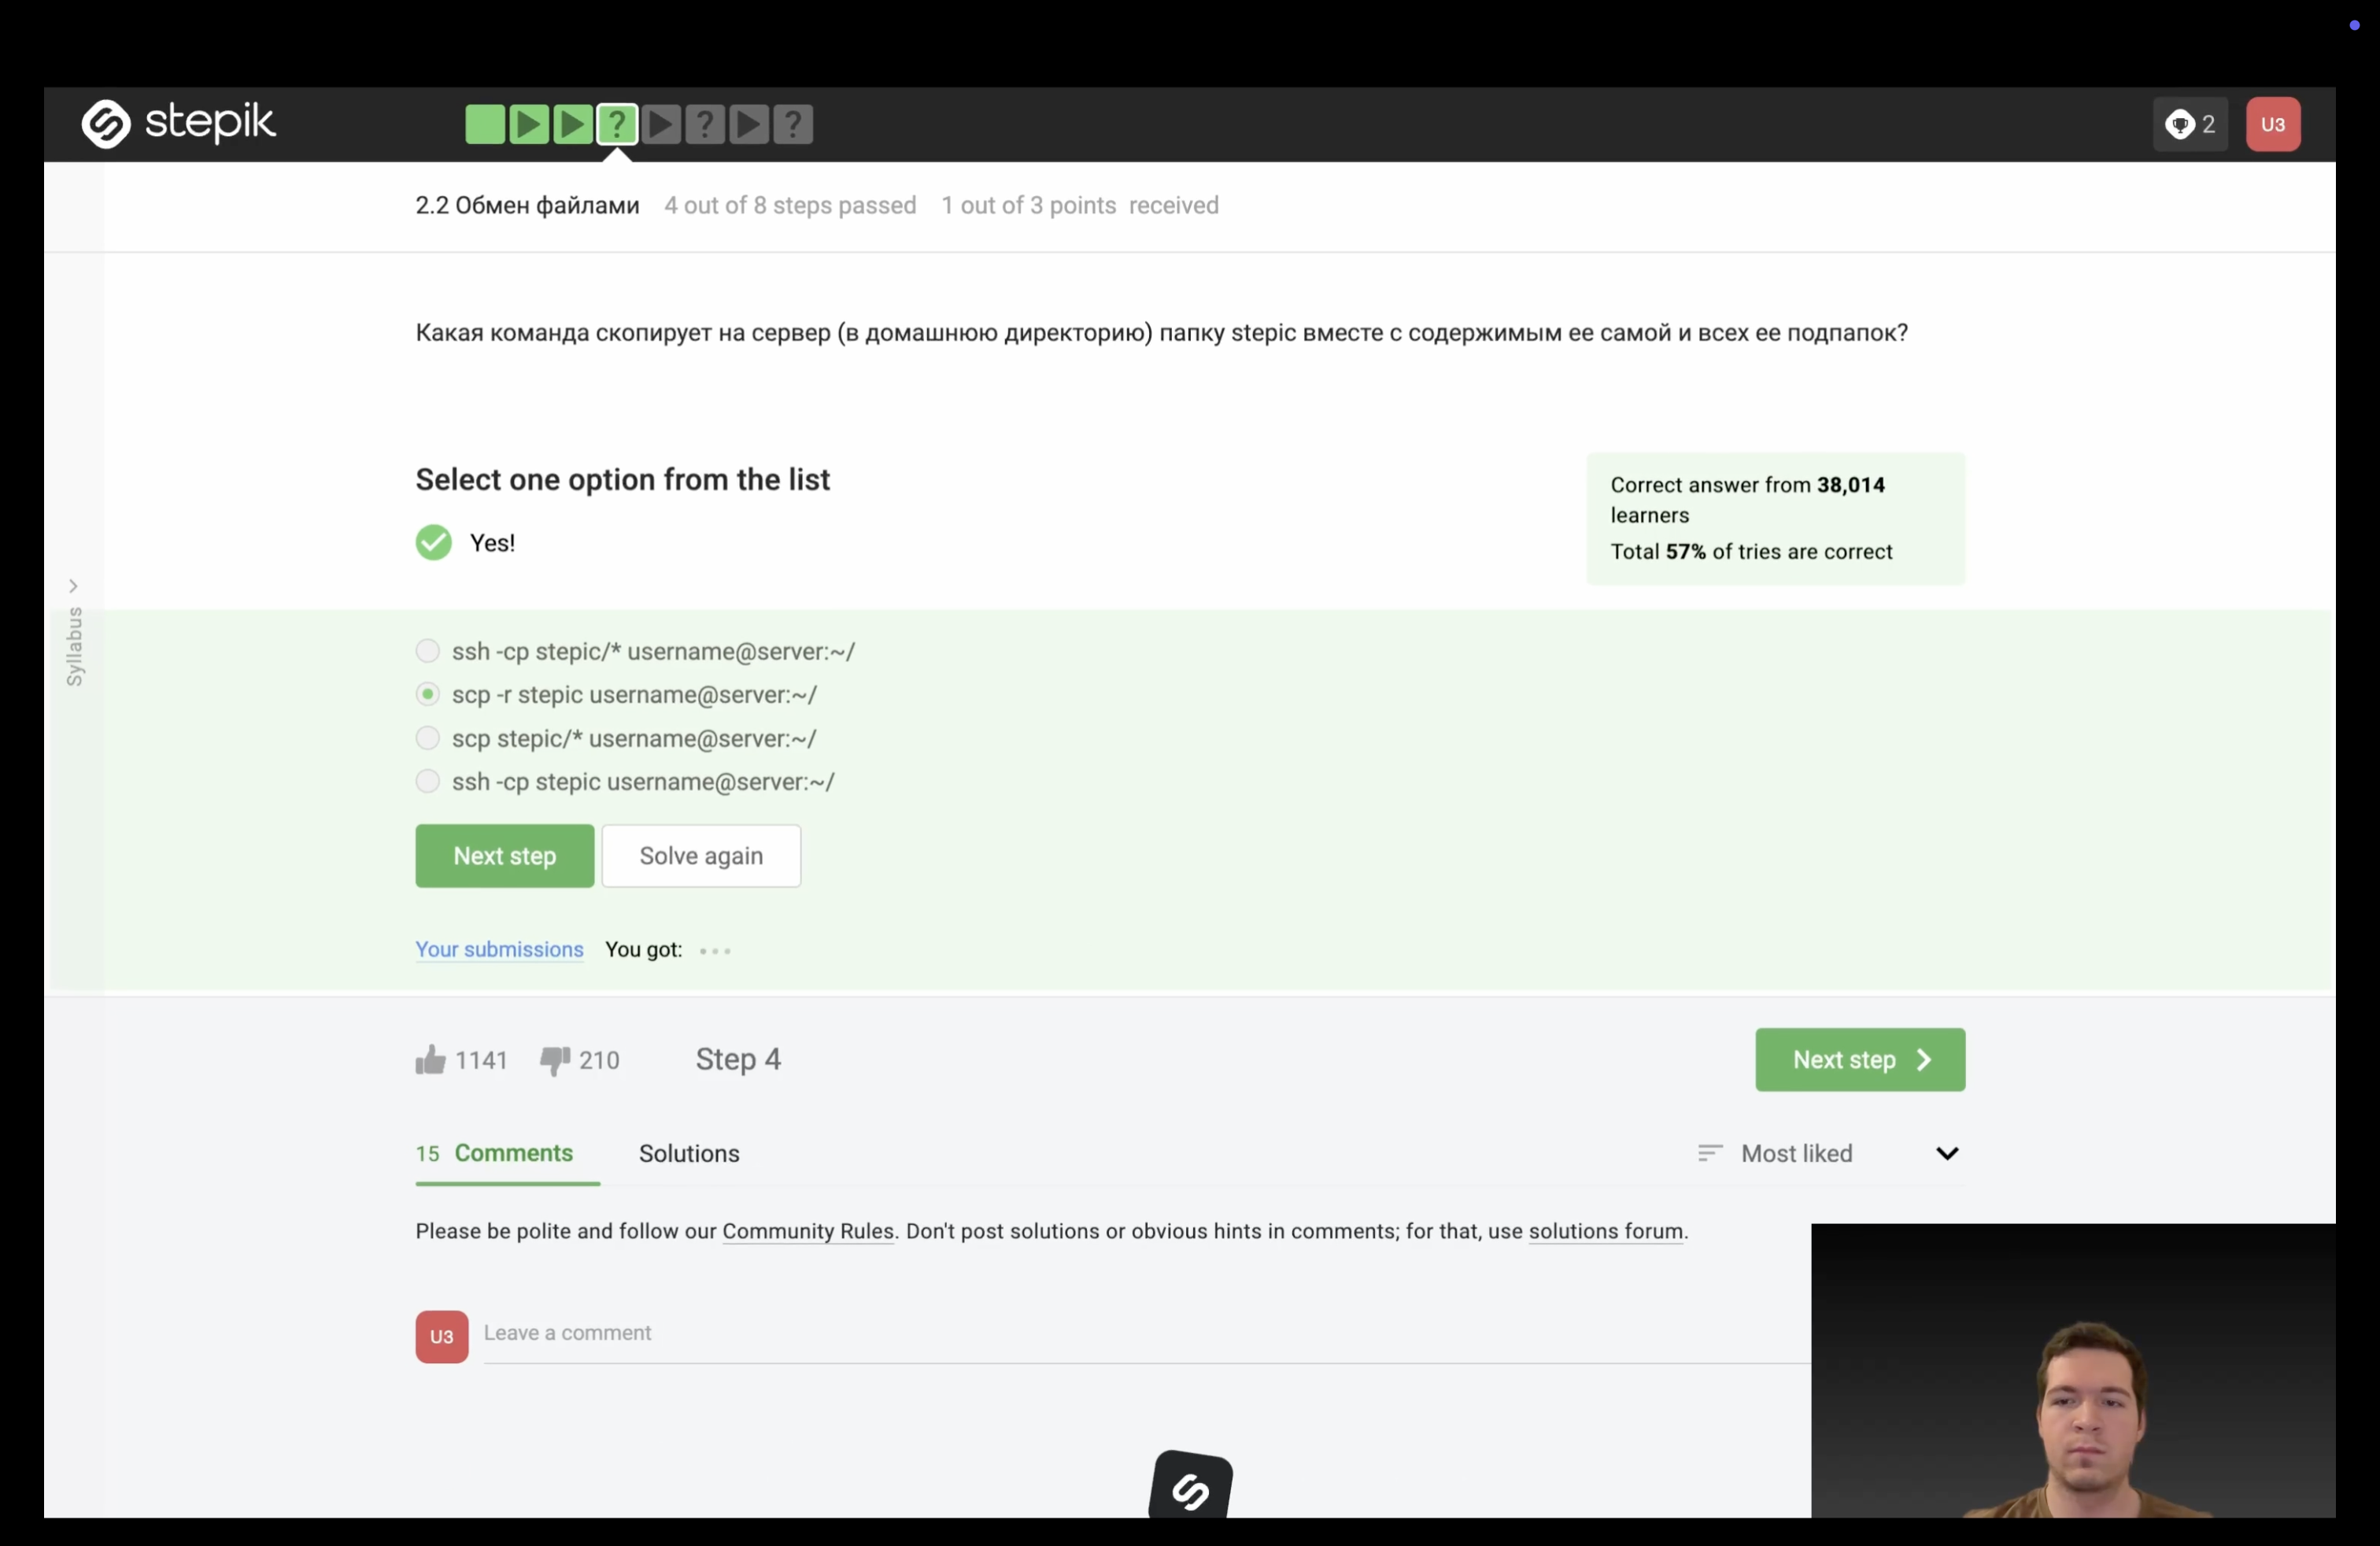 stepik
? ? ?
2
U3
2.2 Обмен файлами 4 out of 8 steps passed 1 out of 3 points received
Какая команда скопирует на сервер (в домашнюю директорию) папку stepic вместе с содержимым ее самой и всех ее подпапок?
Select one option from the list
Yes!
Correct answer from 38,014
learners
Total 57% of tries are correct
Syllabus
ssh -cp stepic/* username@server:~/
scp -r stepic username@server:~/
scp stepic/* username@server:~/
ssh -cp stepic username@server:~/
Next step Solve again
Your submissions You got:
1141 210 Step 4 Next step
15 Comments Solutions Most liked
Please be polite and follow our Community Rules. Don't post solutions or obvious hints in comments; for that, use solutions forum.
U3 Leave a comment